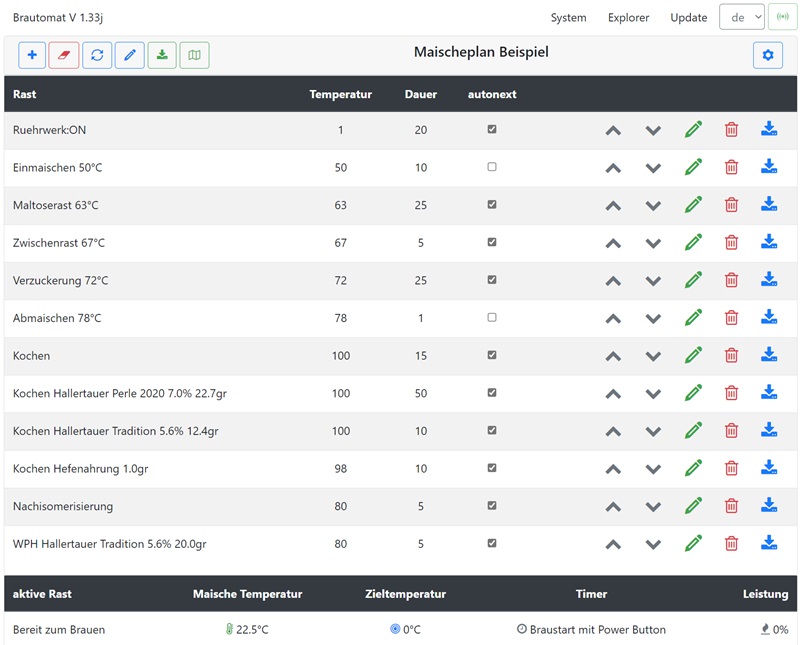 Brautomat V 1.33j System Explorer Update de
Maischeplan Beispiel
Rast Temperatur Dauer autonext
Ruehrwerk:ON 1 20
Einmaischen 50°C 50 10
Maltoserast 63°C 63 25
Zwischenrast 67°C 67 5
Verzuckerung 72°C 72 25
Abmaischen 78°C 78 1
Kochen 100 15
Kochen Hallertauer Perle 2020 7.0% 22.7gr 100 50
Kochen Hallertauer Tradition 5.6% 12.4gr 100 10
Kochen Hefenahrung 1.0gr 98 10
Nachisomerisierung 80 5
WPH Hallertauer Tradition 5.6% 20.0gr 80 5
aktive Rast Maische Temperatur Zieltemperatur Timer Leistung
Bereit zum Brauen 22.5°C 0°C Braustart mit Power Button 0%